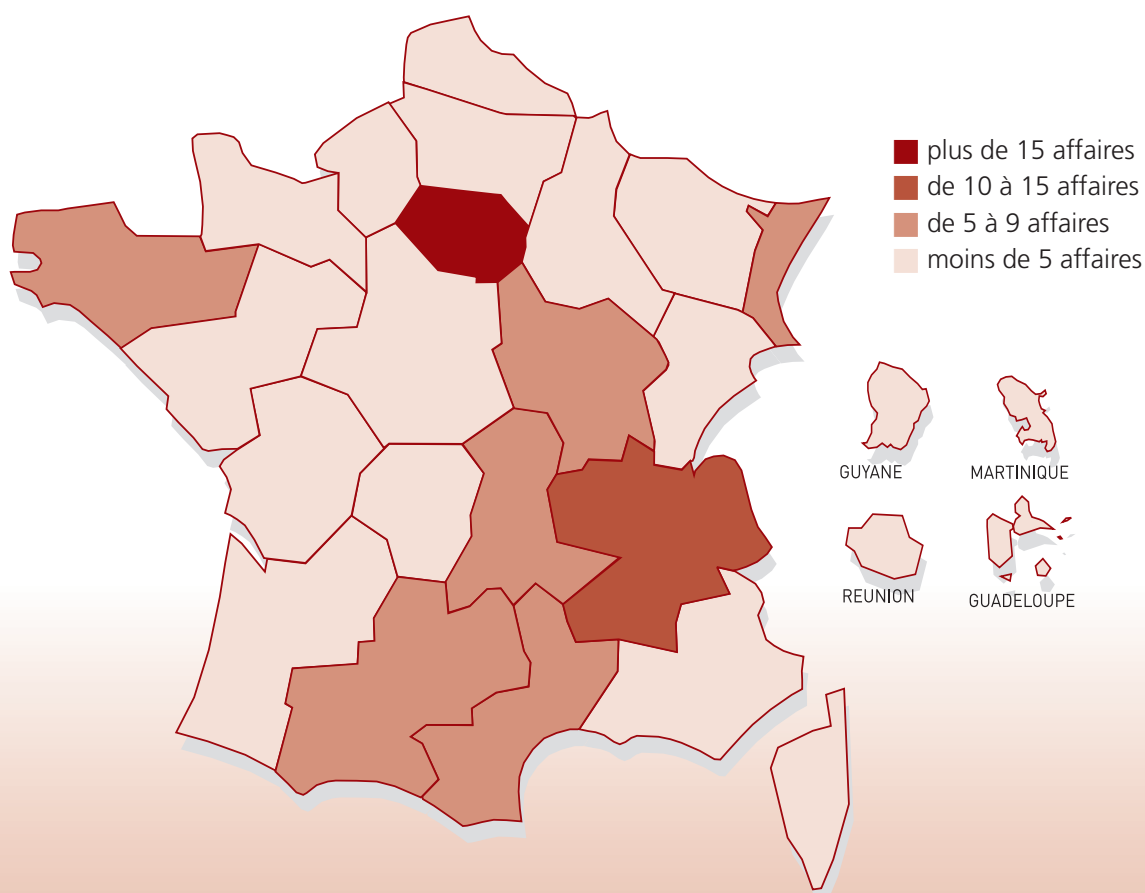 plus de 15 affaires
de 10 à 15 affaires
de 5 à 9 affaires
moins de 5 affaires
GUYANE
MARTINIQUE
REUNION
GUADELOUPE